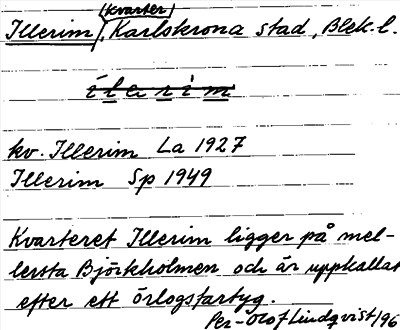 (kvarter)
Illerim, Karlskrona stad, Blek. l.
ílerim
kv. Illerim La 1927
Illerim Sp 1949
Kvarteret Illerim ligger på mel-
lersta Björkholmen och är uppkallat
efter ett örlogsfartyg.
Per-Olof Lindqvist/96